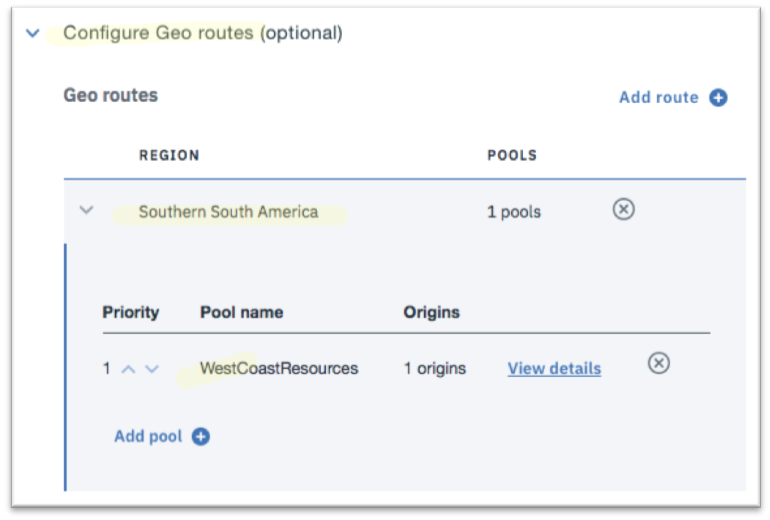 Configure Geo routes (optional)
Geo routes Add route
REGION POOLS
Southern South America 1 pools
Priority Pool name Origins
1 WestCoastResources 1 origins View details
Add pool